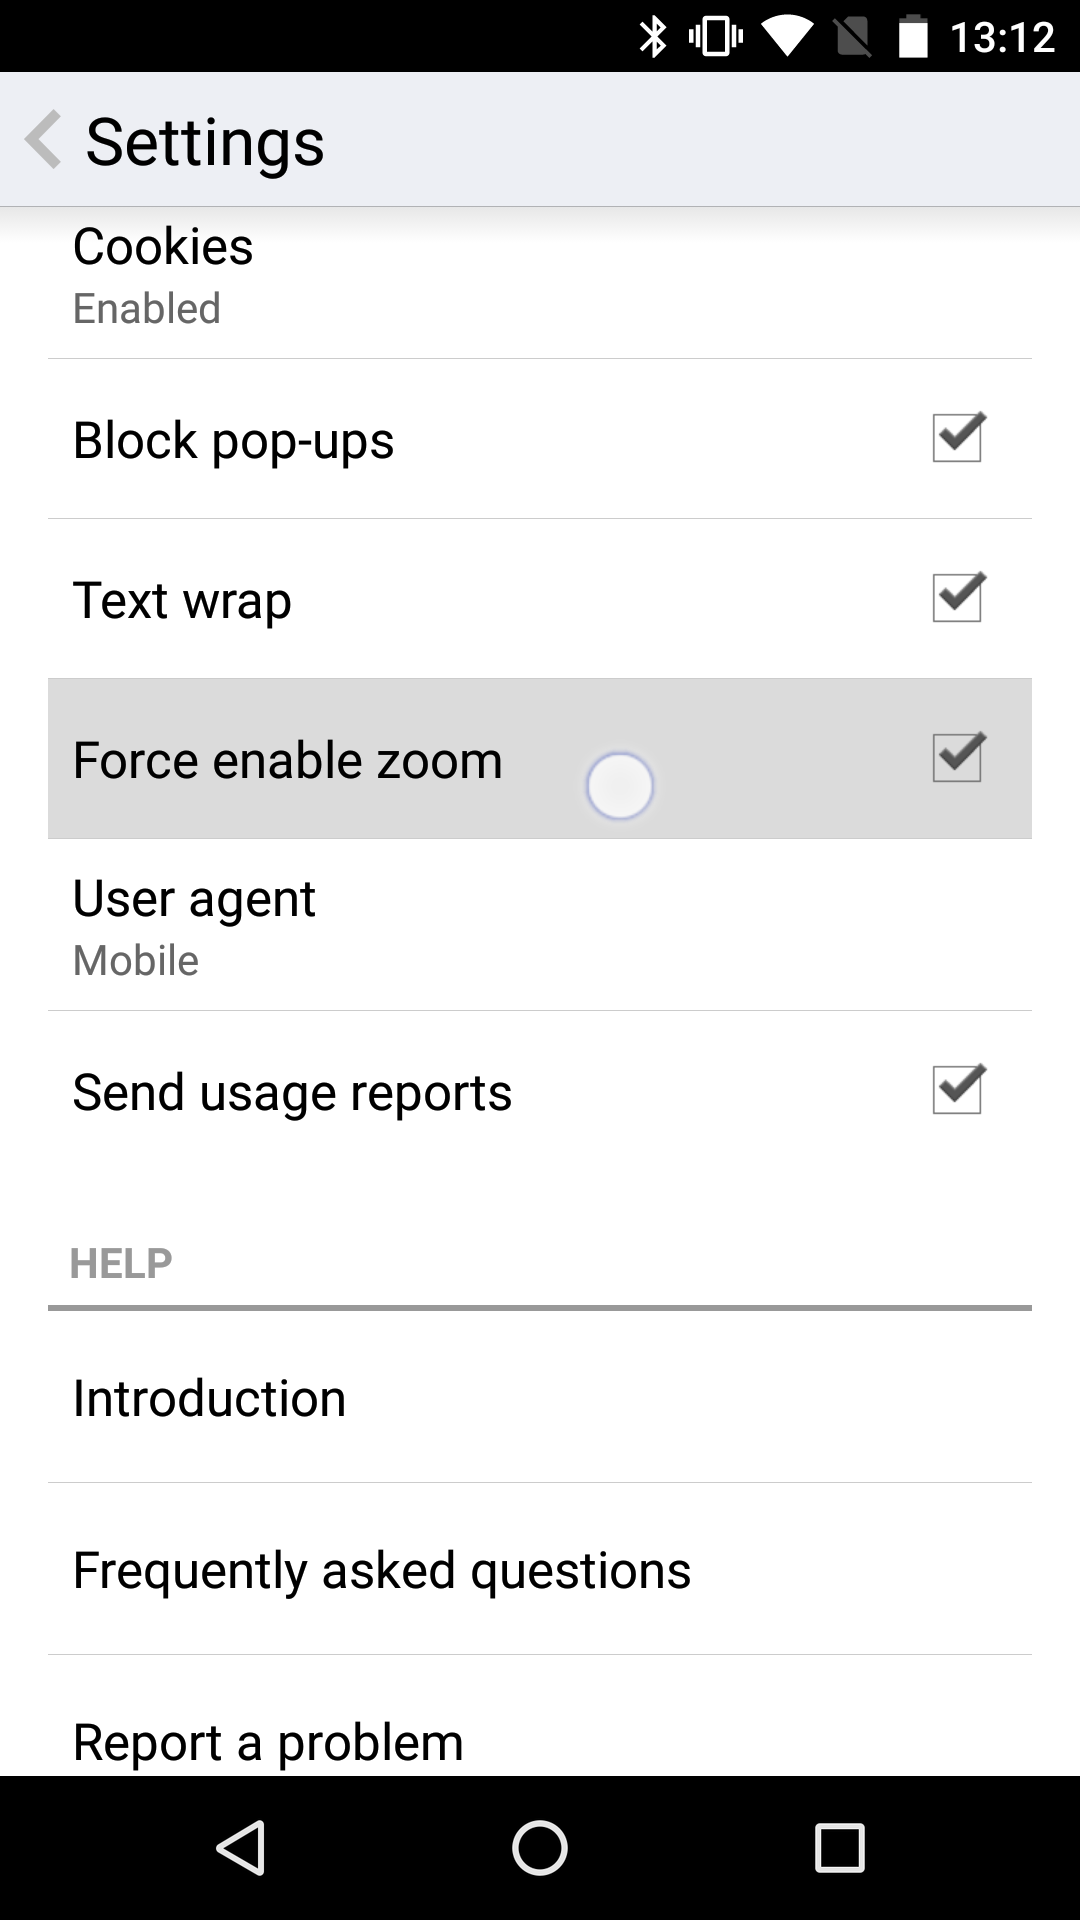 13:12
Settings
Cookies
Enabled
Block pop-ups
Text wrap
Force enable zoom
User agent
Mobile
Send usage reports
HELP
Introduction
Frequently asked questions
Report a problem